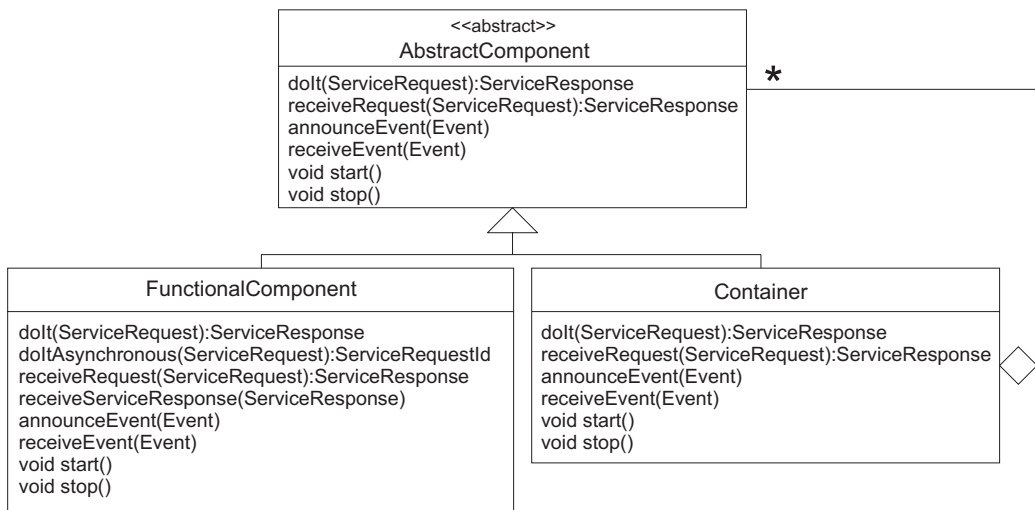 <<abstract>>
AbstractComponent
doIt(ServiceRequest):ServiceResponse
receiveRequest(ServiceRequest):ServiceResponse
announceEvent(Event)
receiveEvent(Event)
void start()
void stop()
*
FunctionalComponent
doIt(ServiceRequest):ServiceResponse
doItAsynchronous(ServiceRequest):ServiceRequestId
receiveRequest(ServiceRequest):ServiceResponse
receiveServiceResponse(ServiceResponse)
announceEvent(Event)
receiveEvent(Event)
void start()
void stop()
Container
doIt(ServiceRequest):ServiceResponse
receiveRequest(ServiceRequest):ServiceResponse
announceEvent(Event)
receiveEvent(Event)
void start()
void stop()